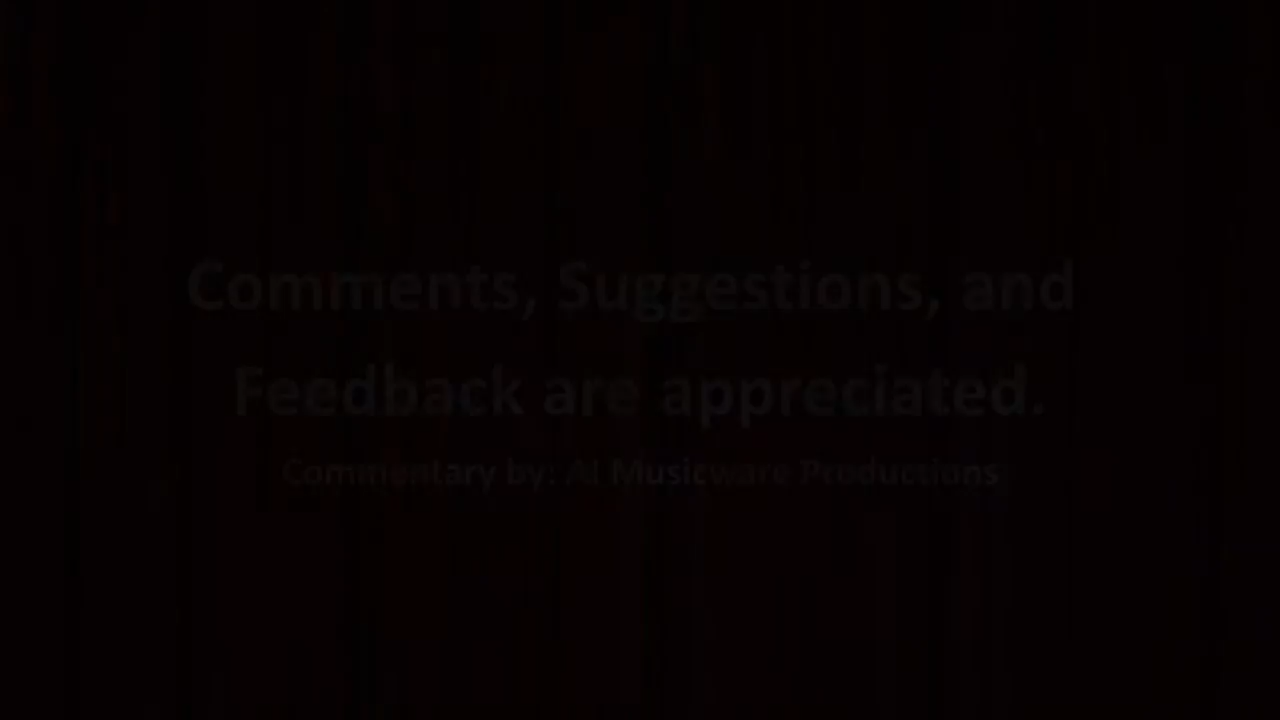 Comments, Suggestions, and
Feedback are appreciated.
Commentary by: AI Musicware Productions